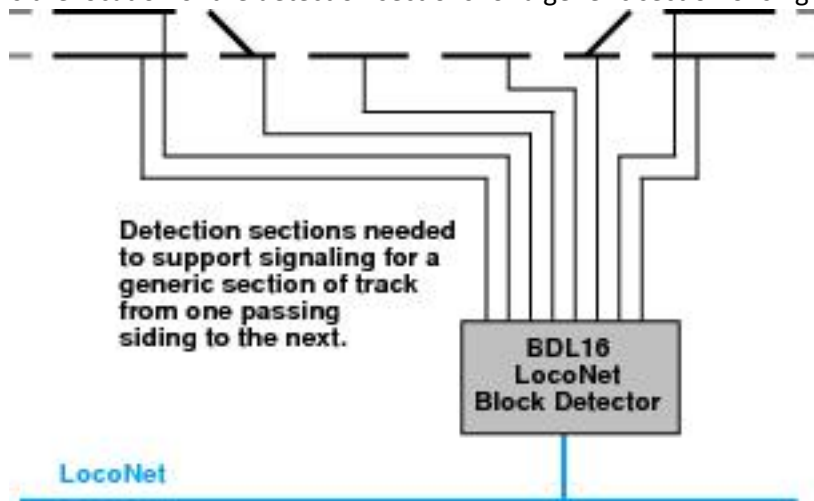 Detection sections needed
to support signaling for a
generic section of track
from one passing
siding to the next.
BDL16
LocoNet
Block Detector
LocoNet